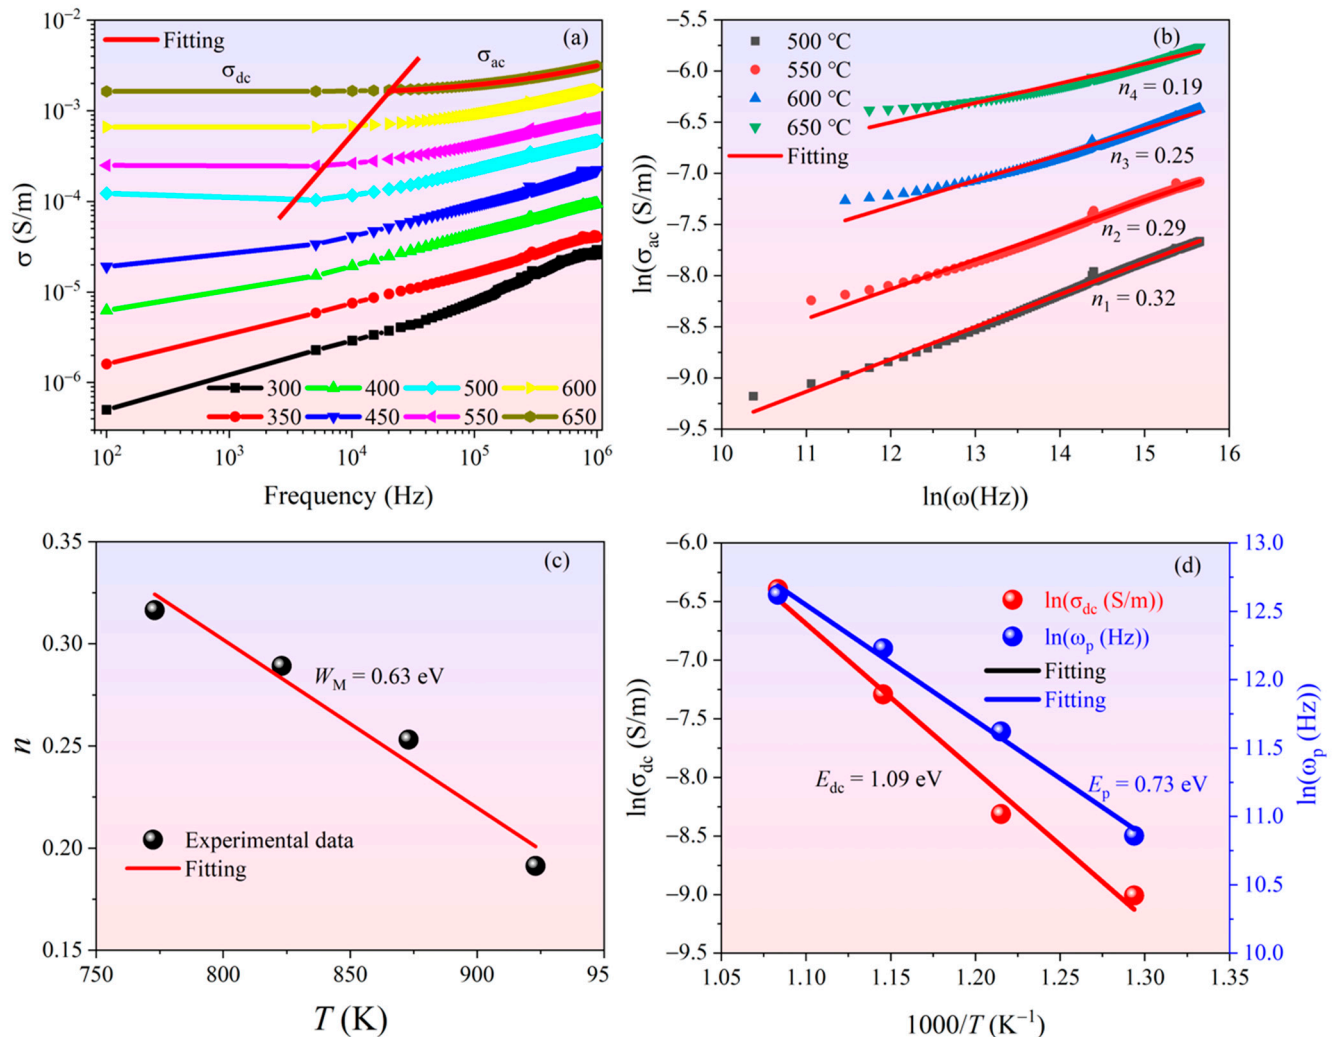 10⁻²
10⁻³
10⁻⁴
10⁻⁵
10⁻⁶
σ (S/m)
Fitting
(a)
σdc
σac
300 400 500 600
350 450 550 650
10² 10³ 10⁴ 10⁵ 10⁶
Frequency (Hz)
−5.5
−6.0
−6.5
−7.0
−7.5
−8.0
−8.5
−9.0
−9.5
ln(σac (S/m))
500 ℃
550 ℃
600 ℃
650 ℃
Fitting
(b)
n₄ = 0.19
n₃ = 0.25
n₂ = 0.29
n₁ = 0.32
10 11 12 13 14 15 16
ln(ω(Hz))
0.35
0.30
0.25
0.20
0.15
n
(c)
WM = 0.63 eV
Experimental data
Fitting
750 800 850 900 95
T (K)
−6.0
−6.5
−7.0
−7.5
−8.0
−8.5
−9.0
−9.5
ln(σdc (S/m))
(d)
ln(σdc (S/m))
ln(ωp (Hz))
Fitting
Fitting
Edc = 1.09 eV
Ep = 0.73 eV
13.0
12.5
12.0
11.5
11.0
10.5
10.0
ln(ωp (Hz))
1.05 1.10 1.15 1.20 1.25 1.30 1.35
1000/T (K⁻¹)